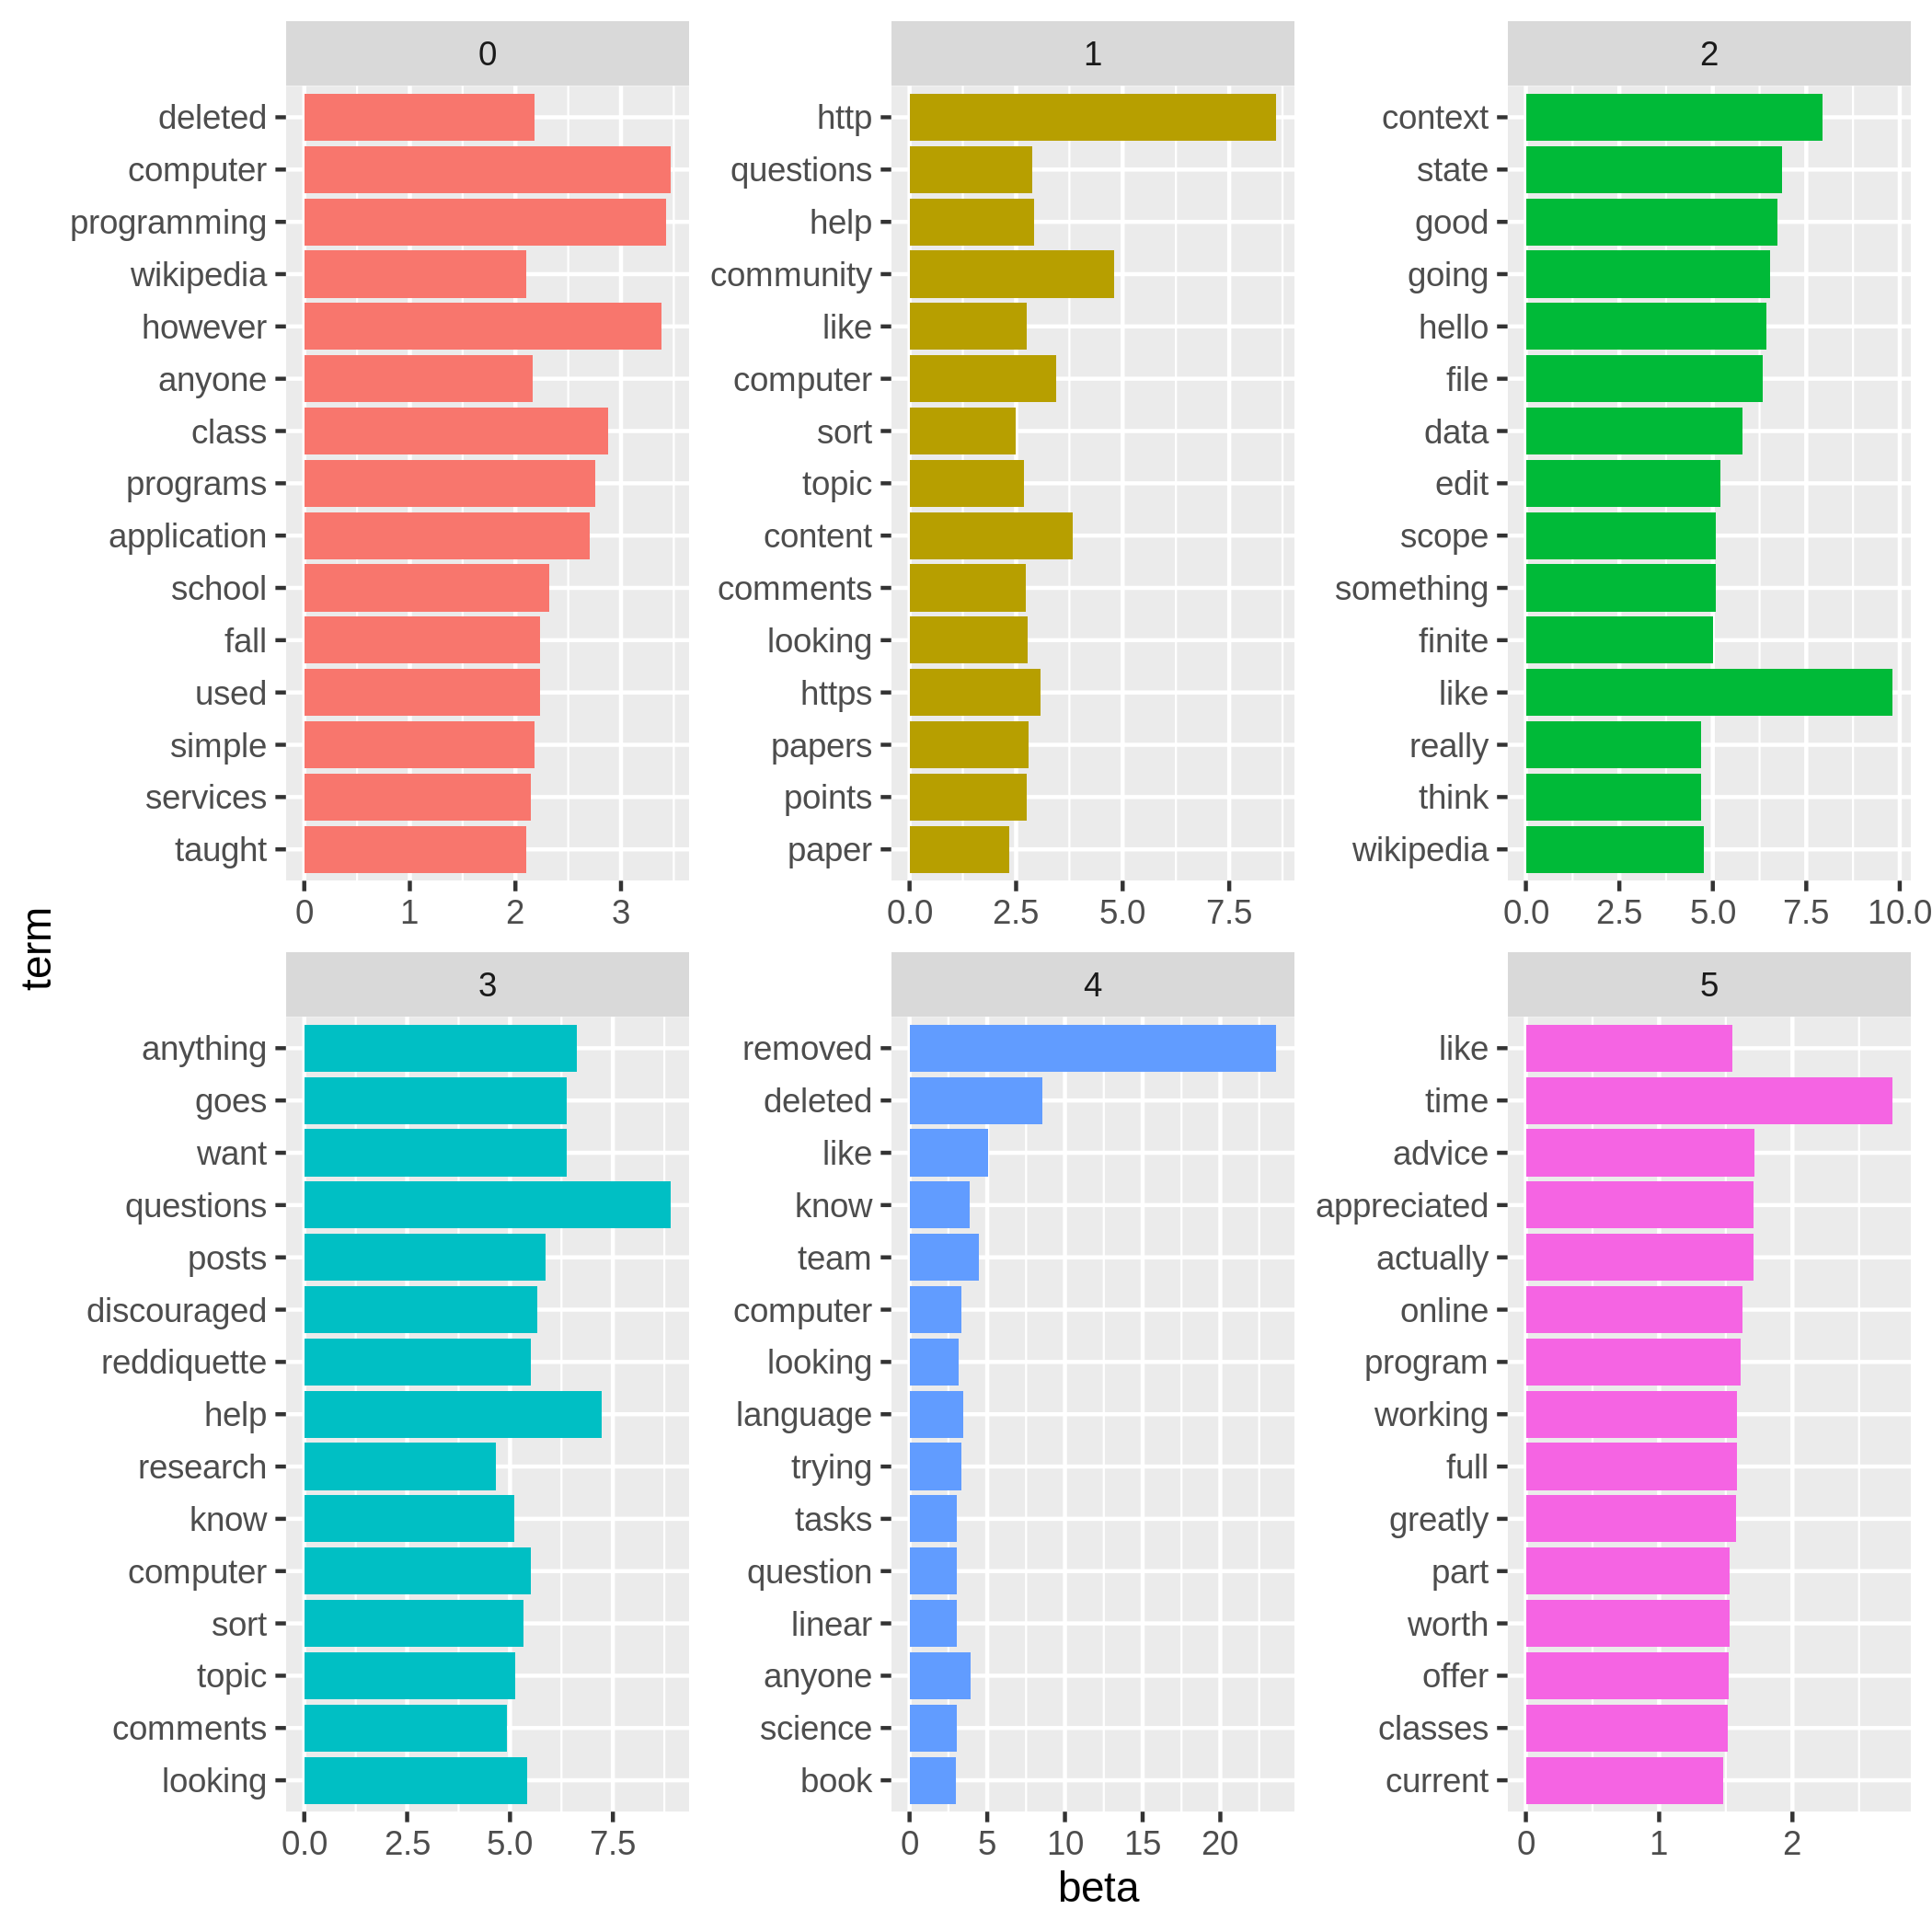 term
0
deleted
computer
programming
wikipedia
however
anyone
class
programs
application
school
fall
used
simple
services
taught
0 1 2 3
1
http
questions
help
community
like
computer
sort
topic
content
comments
looking
https
papers
points
paper
0.0 2.5 5.0 7.5
2
context
state
good
going
hello
file
data
edit
scope
something
finite
like
really
think
wikipedia
0.0 2.5 5.0 7.5 10.0
3
anything
goes
want
questions
posts
discouraged
reddiquette
help
research
know
computer
sort
topic
comments
looking
0.0 2.5 5.0 7.5
4
removed
deleted
like
know
team
computer
looking
language
trying
tasks
question
linear
anyone
science
book
0 5 10 15 20
5
like
time
advice
appreciated
actually
online
program
working
full
greatly
part
worth
offer
classes
current
0 1 2
beta